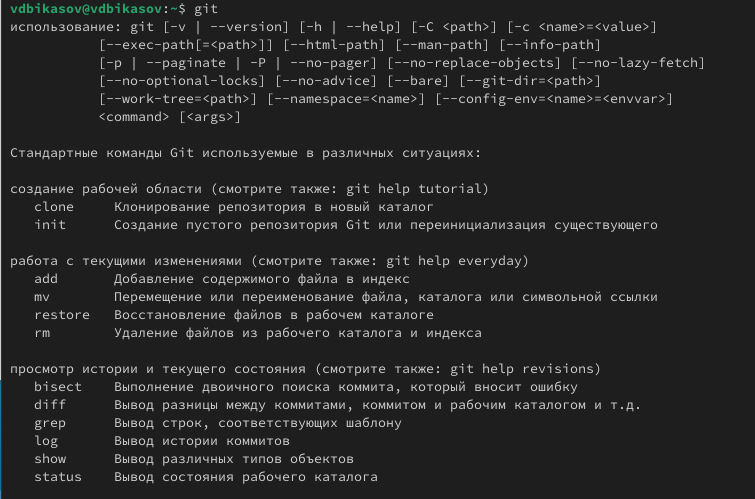 vdbikasov@vdbikasov:~$ git
использование: git [-v | --version] [-h | --help] [-C <path>] [-c <name>=<value>]
           [--exec-path[=<path>]] [--html-path] [--man-path] [--info-path]
           [-p | --paginate | -P | --no-pager] [--no-replace-objects] [--no-lazy-fetch]
           [--no-optional-locks] [--no-advice] [--bare] [--git-dir=<path>]
           [--work-tree=<path>] [--namespace=<name>] [--config-env=<name>=<envvar>]
           <command> [<args>]

Стандартные команды Git используемые в различных ситуациях:

создание рабочей области (смотрите также: git help tutorial)
   clone     Клонирование репозитория в новый каталог
   init      Создание пустого репозитория Git или переинициализация существующего

работа с текущими изменениями (смотрите также: git help everyday)
   add       Добавление содержимого файла в индекс
   mv        Перемещение или переименование файла, каталога или символьной ссылки
   restore   Восстановление файлов в рабочем каталоге
   rm        Удаление файлов из рабочего каталога и индекса

просмотр истории и текущего состояния (смотрите также: git help revisions)
   bisect    Выполнение двоичного поиска коммита, который вносит ошибку
   diff      Вывод разницы между коммитами, коммитом и рабочим каталогом и т.д.
   grep      Вывод строк, соответствующих шаблону
   log       Вывод истории коммитов
   show      Вывод различных типов объектов
   status    Вывод состояния рабочего каталога